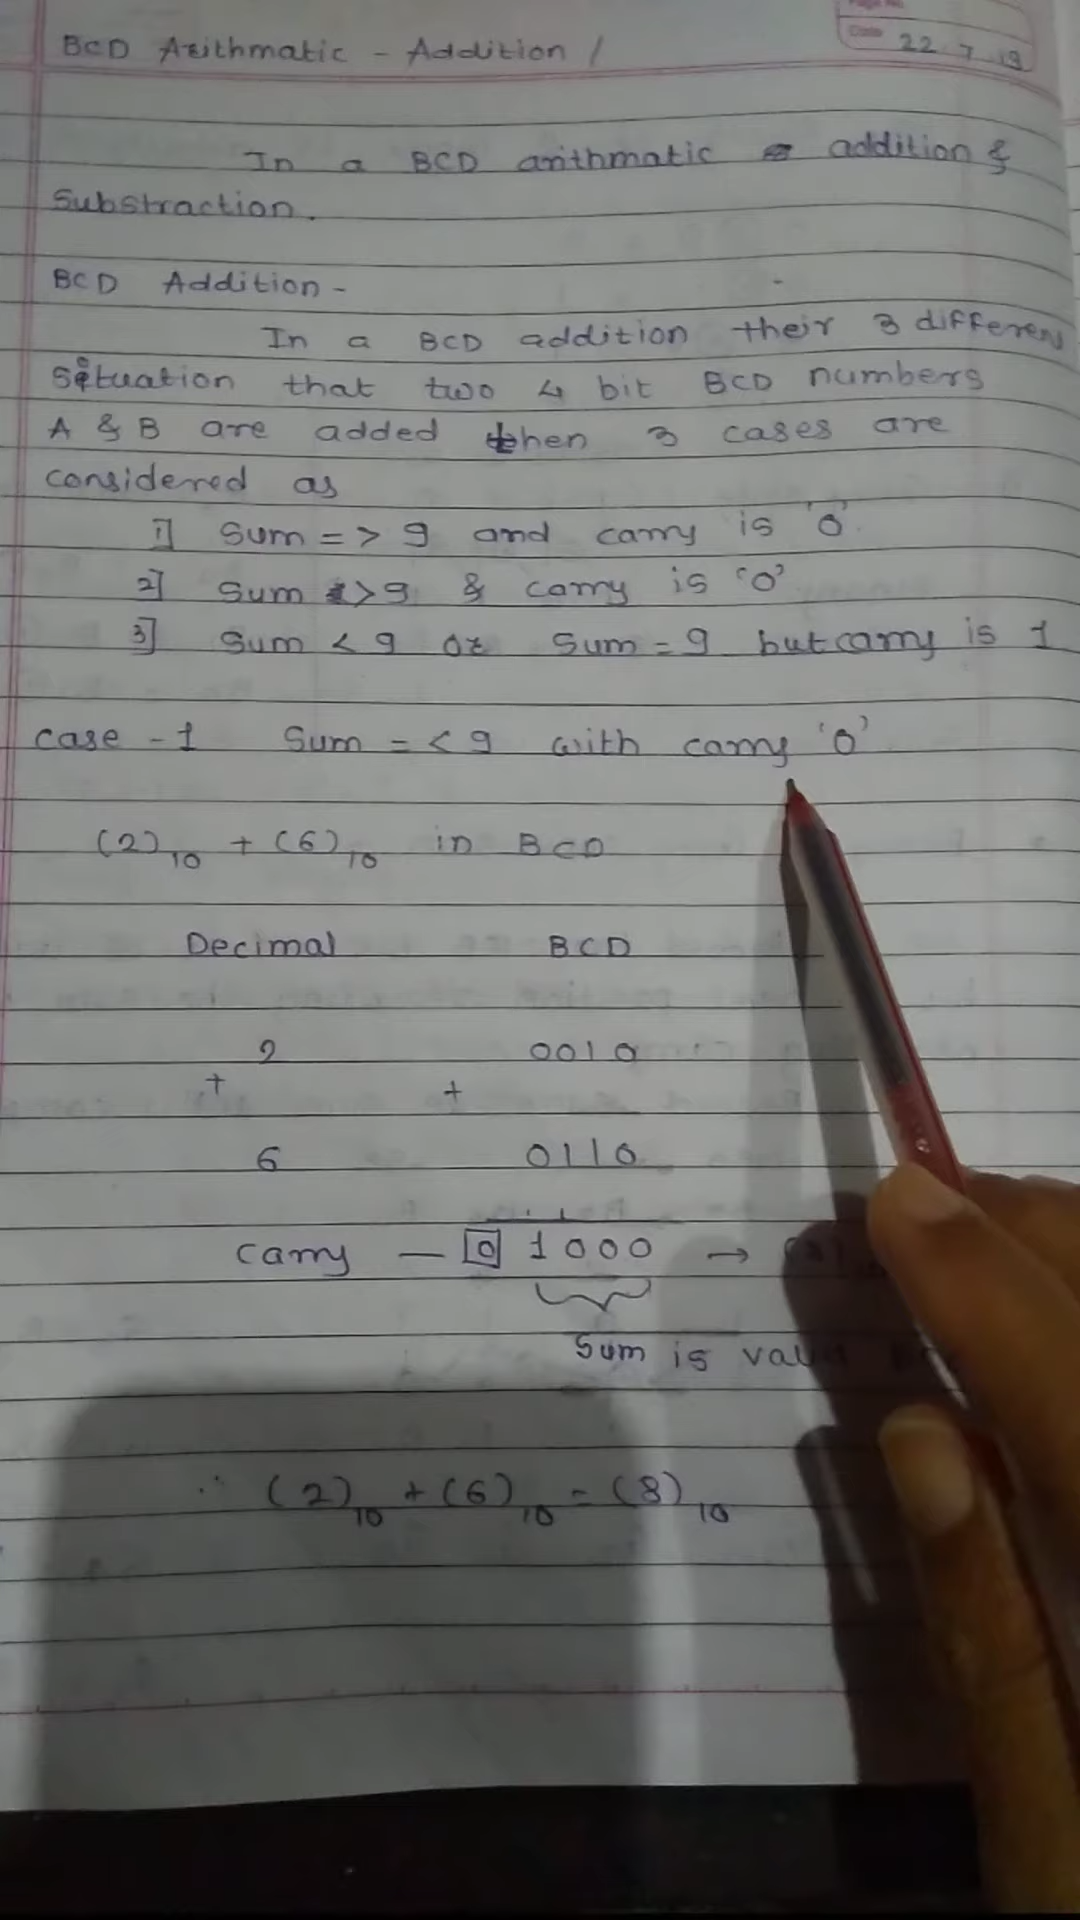 Page No.
Date 22 7 19
BCD Arithmatic - Addition /
In a BCD arithmatic addition &
Substraction.
BCD Addition -
In a BCD addition their 3 differen
Situation that two 4 bit BCD numbers
A & B are added then 3 cases are
considered as
1] Sum = > 9 and carry is '0'
2] Sum > 9 & carry is '0'
3] Sum < 9 or Sum = 9 but carry is 1
case - 1 Sum = < 9 with carry '0'
(2)10 + (6)10 in BCD
Decimal BCD
2 0010
+ +
6 0110
carry — 0 1000 →
Sum is
∴ (2)10 + (6)10 = (8)10